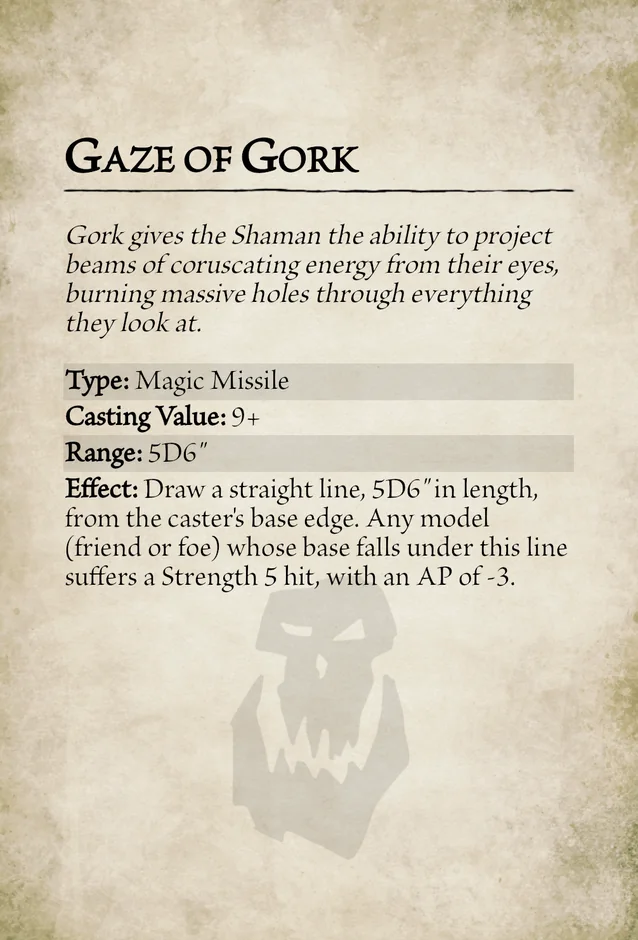 Gaze of Gork
Gork gives the Shaman the ability to project
beams of coruscating energy from their eyes,
burning massive holes through everything
they look at.
Type: Magic Missile
Casting Value: 9+
Range: 5D6"
Effect: Draw a straight line, 5D6" in length,
from the caster's base edge. Any model
(friend or foe) whose base falls under this line
suffers a Strength 5 hit, with an AP of -3.